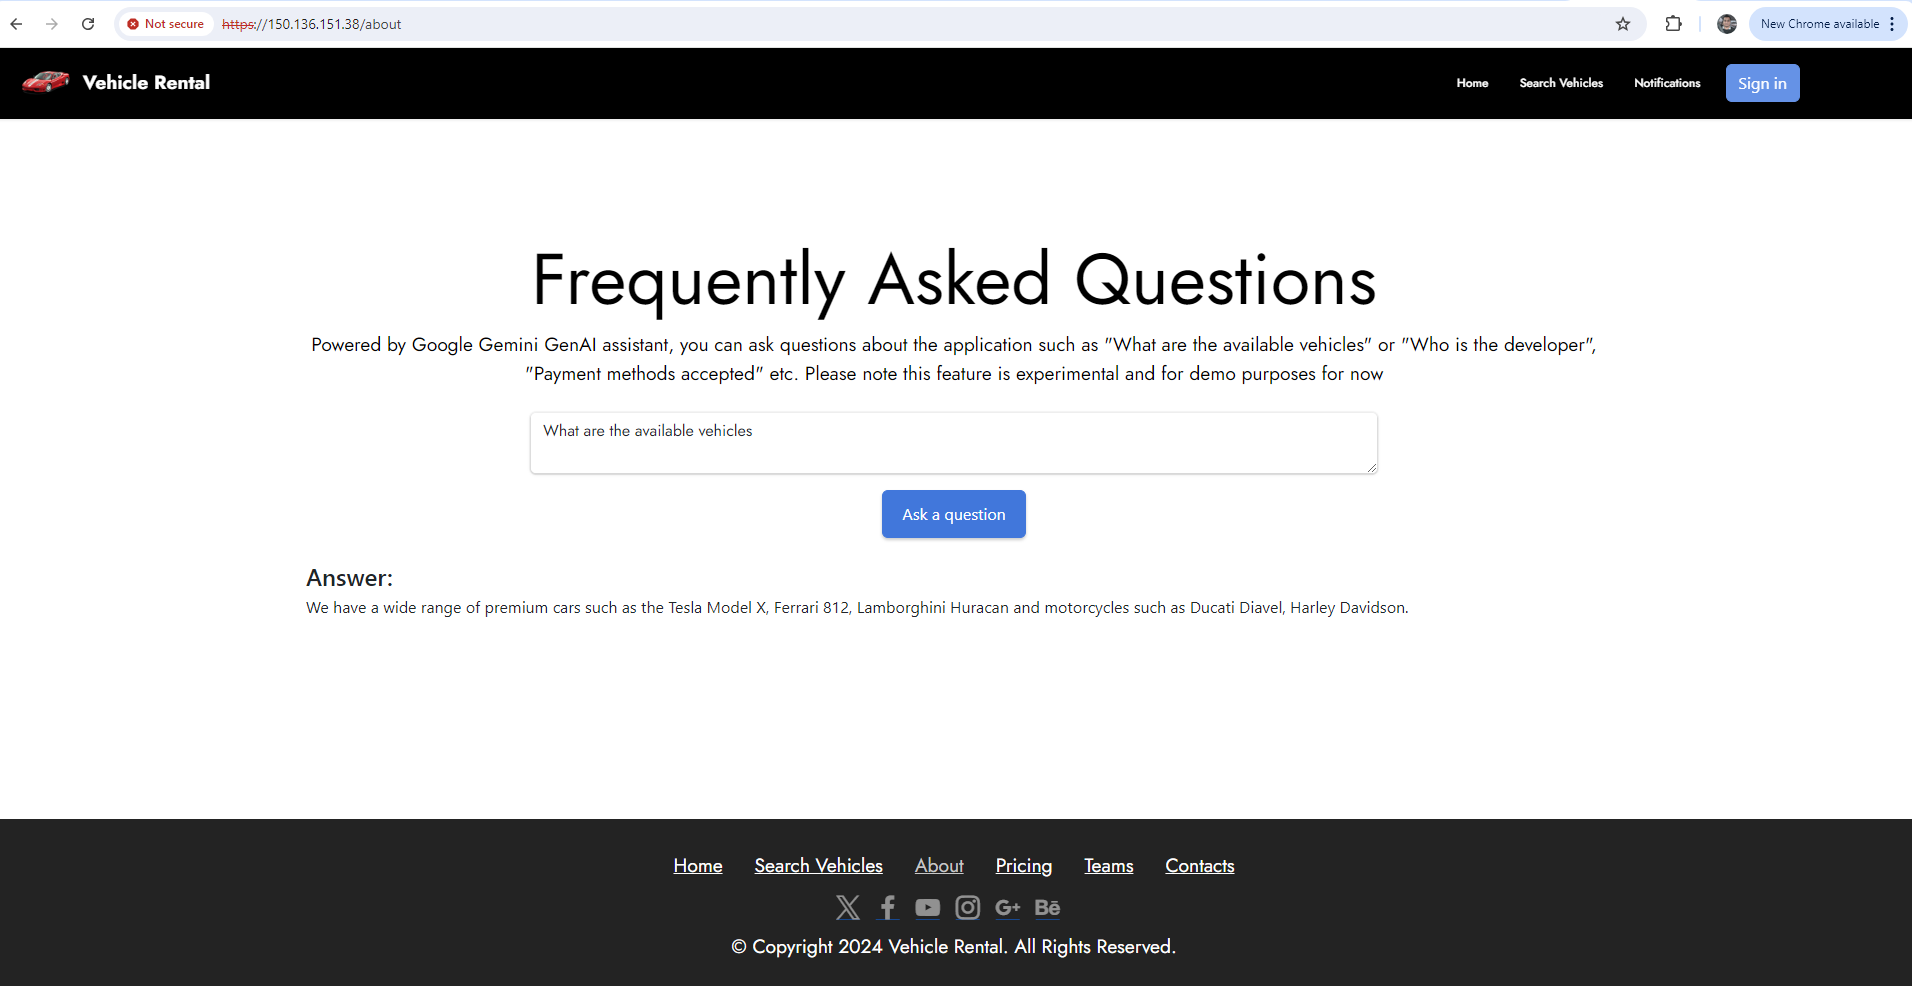 Not secure https://150.136.151.38/about New Chrome available
Vehicle Rental Home Search Vehicles Notifications Sign in
Frequently Asked Questions
Powered by Google Gemini GenAI assistant, you can ask questions about the application such as "What are the available vehicles" or "Who is the developer",
"Payment methods accepted" etc. Please note this feature is experimental and for demo purposes for now
What are the available vehicles
Ask a question
Answer:
We have a wide range of premium cars such as the Tesla Model X, Ferrari 812, Lamborghini Huracan and motorcycles such as Ducati Diavel, Harley Davidson.
Home Search Vehicles About Pricing Teams Contacts
G+ Bē
© Copyright 2024 Vehicle Rental. All Rights Reserved.